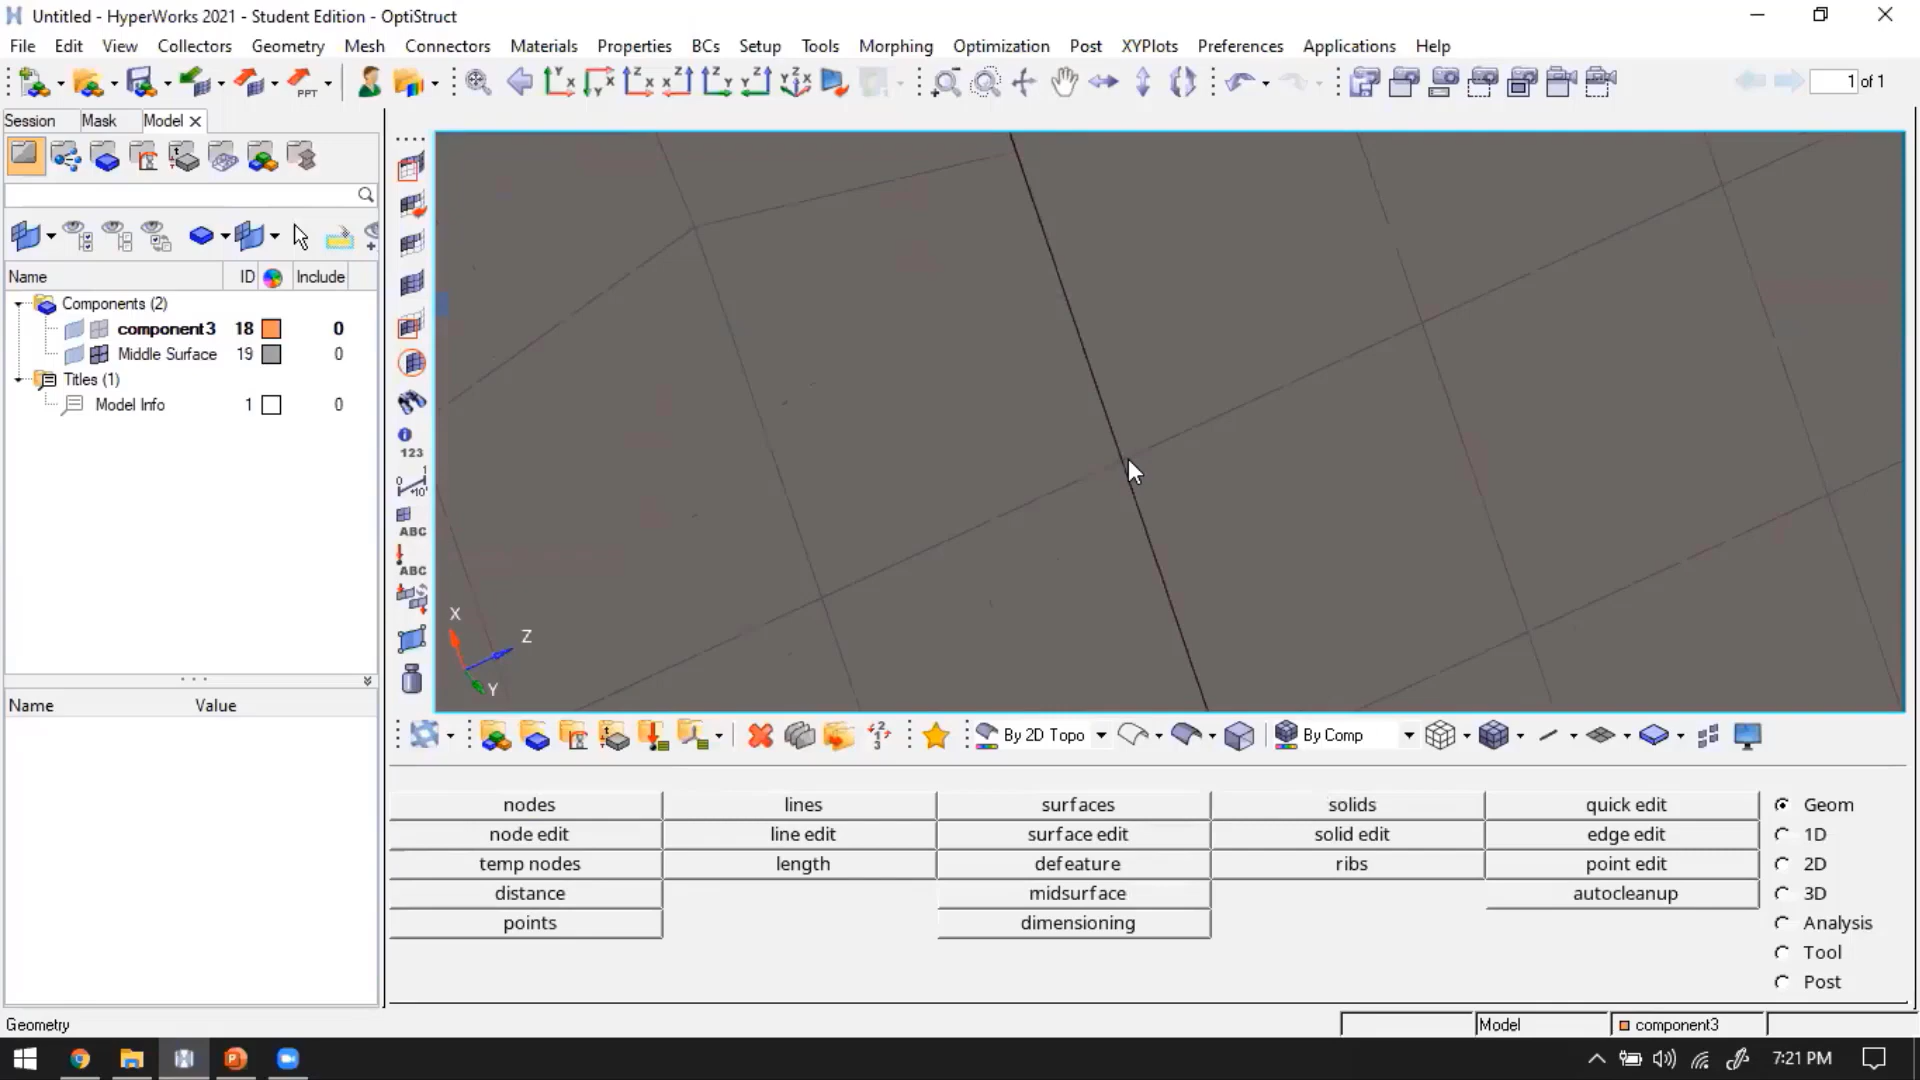 Untitled - HyperWorks 2021 - Student Edition - OptiStruct
File Edit View Collectors Geometry Mesh Connectors Materials Properties BCs Setup Tools Morphing Optimization Post XYPlots Preferences Applications Help
PPT
1 of 1
Session Mask Model
Name ID Include
Components (2)
component3 18 0
Middle Surface 19 0
Titles (1)
Model Info 1 0
Name Value
123
ABC
ABC
X
Z
Y
By 2D Topo
By Comp
nodes lines surfaces solids quick edit Geom
node edit line edit surface edit solid edit edge edit 1D
temp nodes length defeature ribs point edit 2D
distance midsurface autocleanup 3D
points dimensioning Analysis
Tool
Post
Geometry
Model
component3
7:21 PM